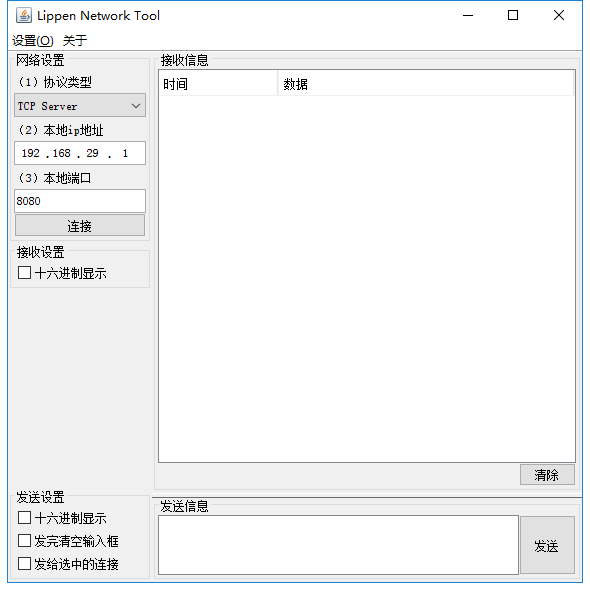 Lippen Network Tool
设置(O) 关于
网络设置
(1) 协议类型
TCP Server
(2) 本地ip地址
192 .168 . 29 . 1
(3) 本地端口
8080
连接
接收设置
十六进制显示
接收信息
时间 数据
清除
发送设置
十六进制显示
发完清空输入框
发给选中的连接
发送信息
发送